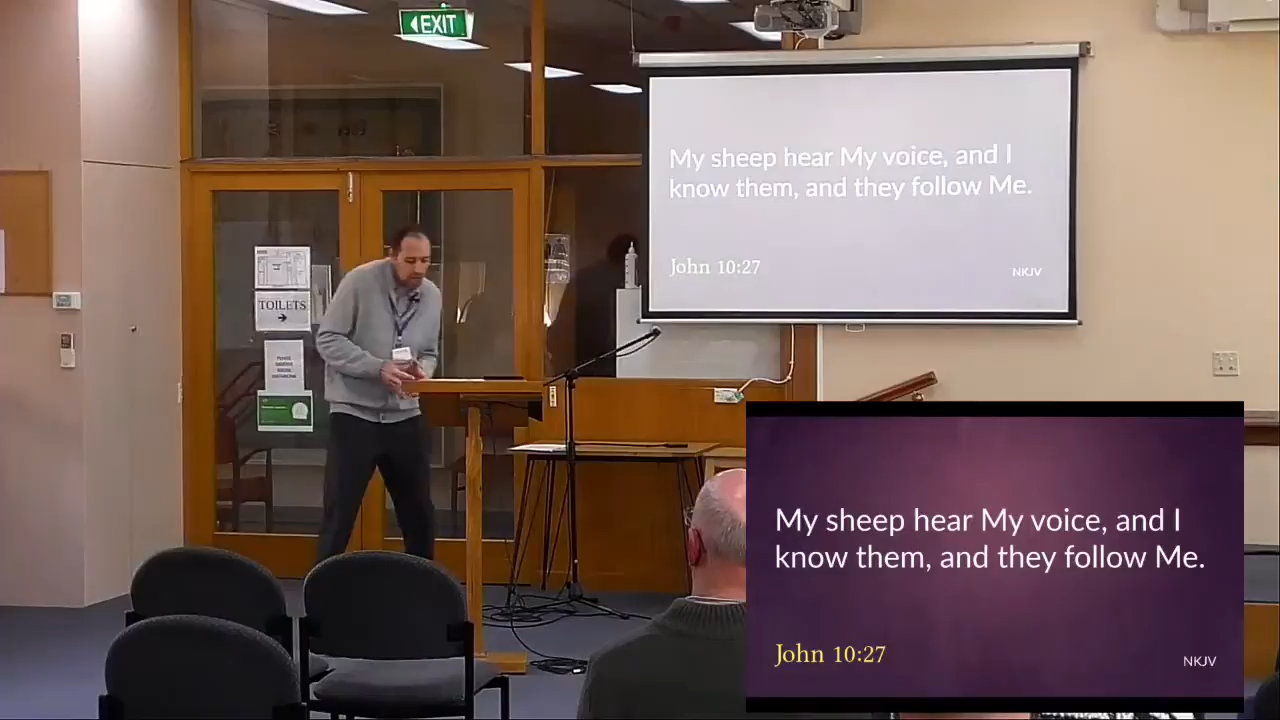 EXIT
My sheep hear My voice, and I
know them, and they follow Me.
John 10:27
NKJV
TOILETS
My sheep hear My voice, and I
know them, and they follow Me.
John 10:27
NKJV